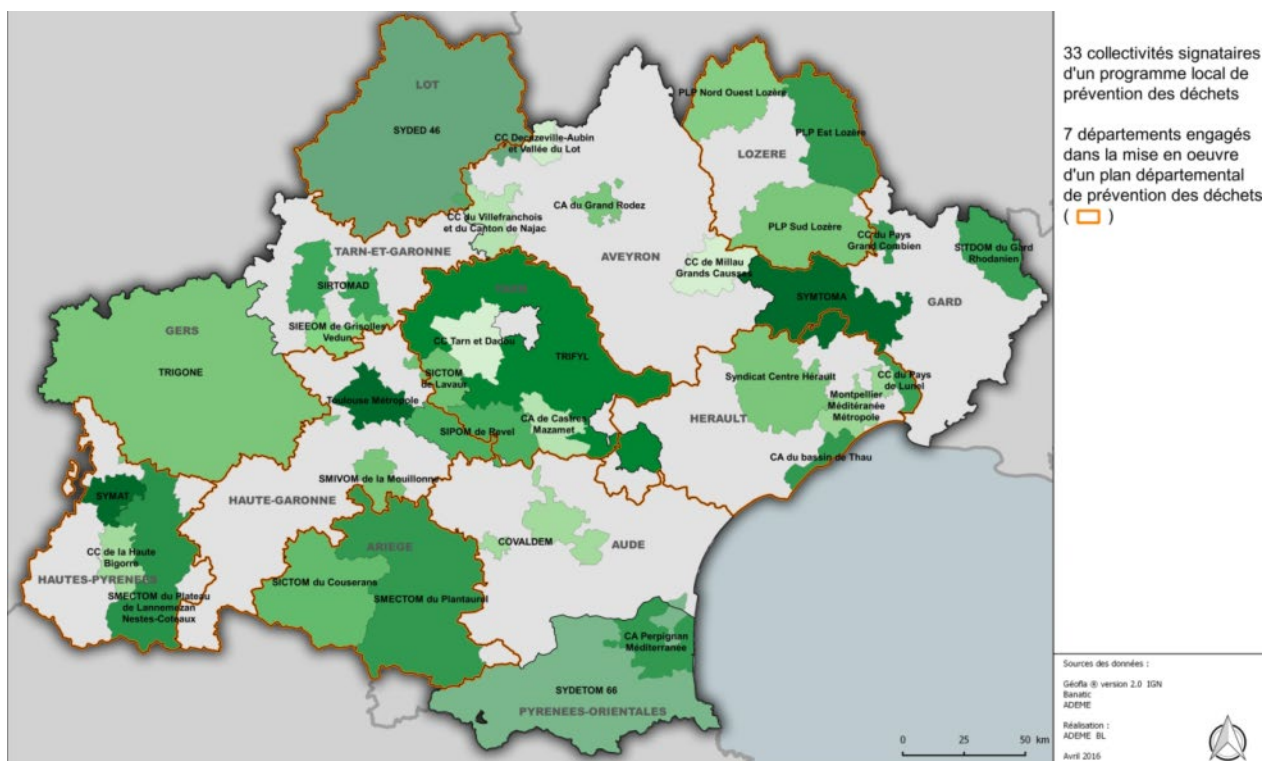 33 collectivités signataires
d'un programme local de
prévention des déchets
7 départements engagés
dans la mise en oeuvre
d'un plan départemental
de prévention des déchets
( )
LOT
SYDED 46
CC Decazeville-Aubin
et Vallée du Lot
PLP Nord Ouest Lozère
PLP Est Lozère
LOZERE
CA du Grand Rodez
CC du Villefranchois
et du Canton de Najac
PLP Sud Lozère
CC du Pays
Grand Combien
SITDOM du Gard
Rhodanien
TARN-ET-GARONNE
AVEYRON
CC de Millau
Grands Causses
SIRTOMAD
SYMTOMA
GARD
GERS
SIEEOM de Grisolles
Vedun
TARN
CC Tarn et Dadou
TRIFYL
TRIGONE
SICTOM
de Lavaur
Syndicat Centre Hérault
CC du Pays
de Lunel
Toulouse Métropole
Montpellier
Méditéranée
Métropole
HERAULT
CA de Castres
Mazamet
SIPOM de Revel
CA du bassin de Thau
SMIVOM de la Mouillonne
SYMAT
HAUTE-GARONNE
ARIEGE
COVALDEM
AUDE
CC de la Haute
Bigorre
HAUTES-PYRENEES
SICTOM du Couserans
SMECTOM du Plantaurel
SMECTOM du Plateau
de Lannemezan
Nestes-Coteaux
CA Perpignan
Méditerranée
SYDETOM 66
PYRENEES-ORIENTALES
0 25 50 km
Sources des données :
Géofla ® version 2.0 IGN
Banatic
ADEME
Réalisation :
ADEME BL
Avril 2016